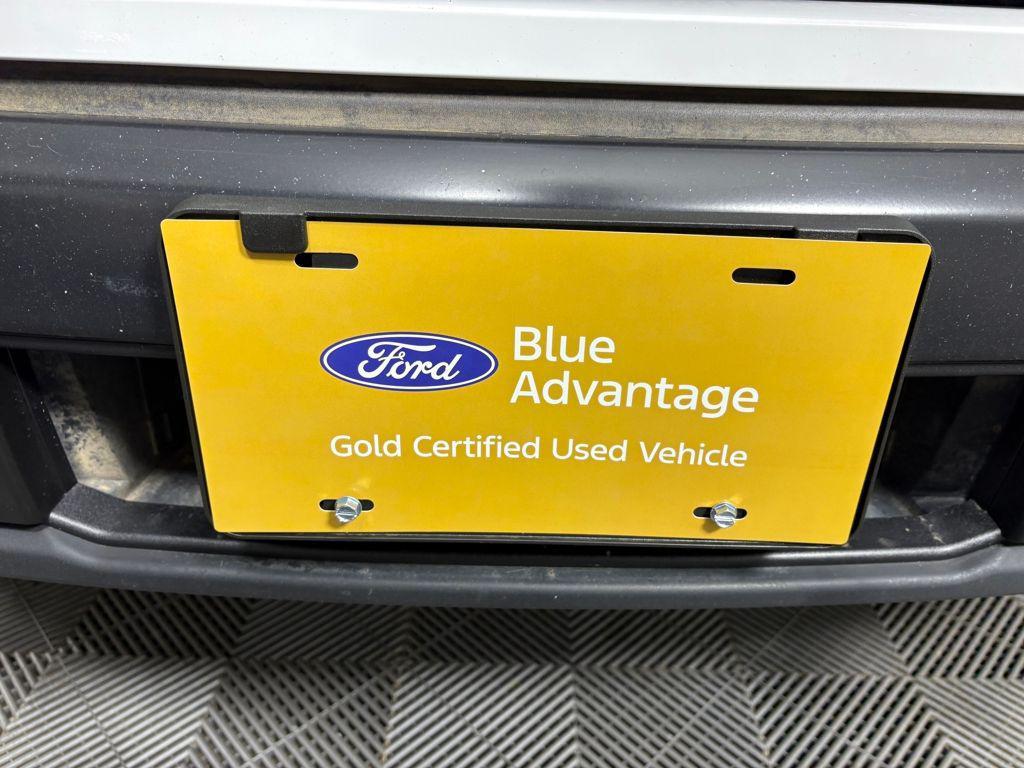 Ford
Blue
Advantage
Gold Certified Used Vehicle